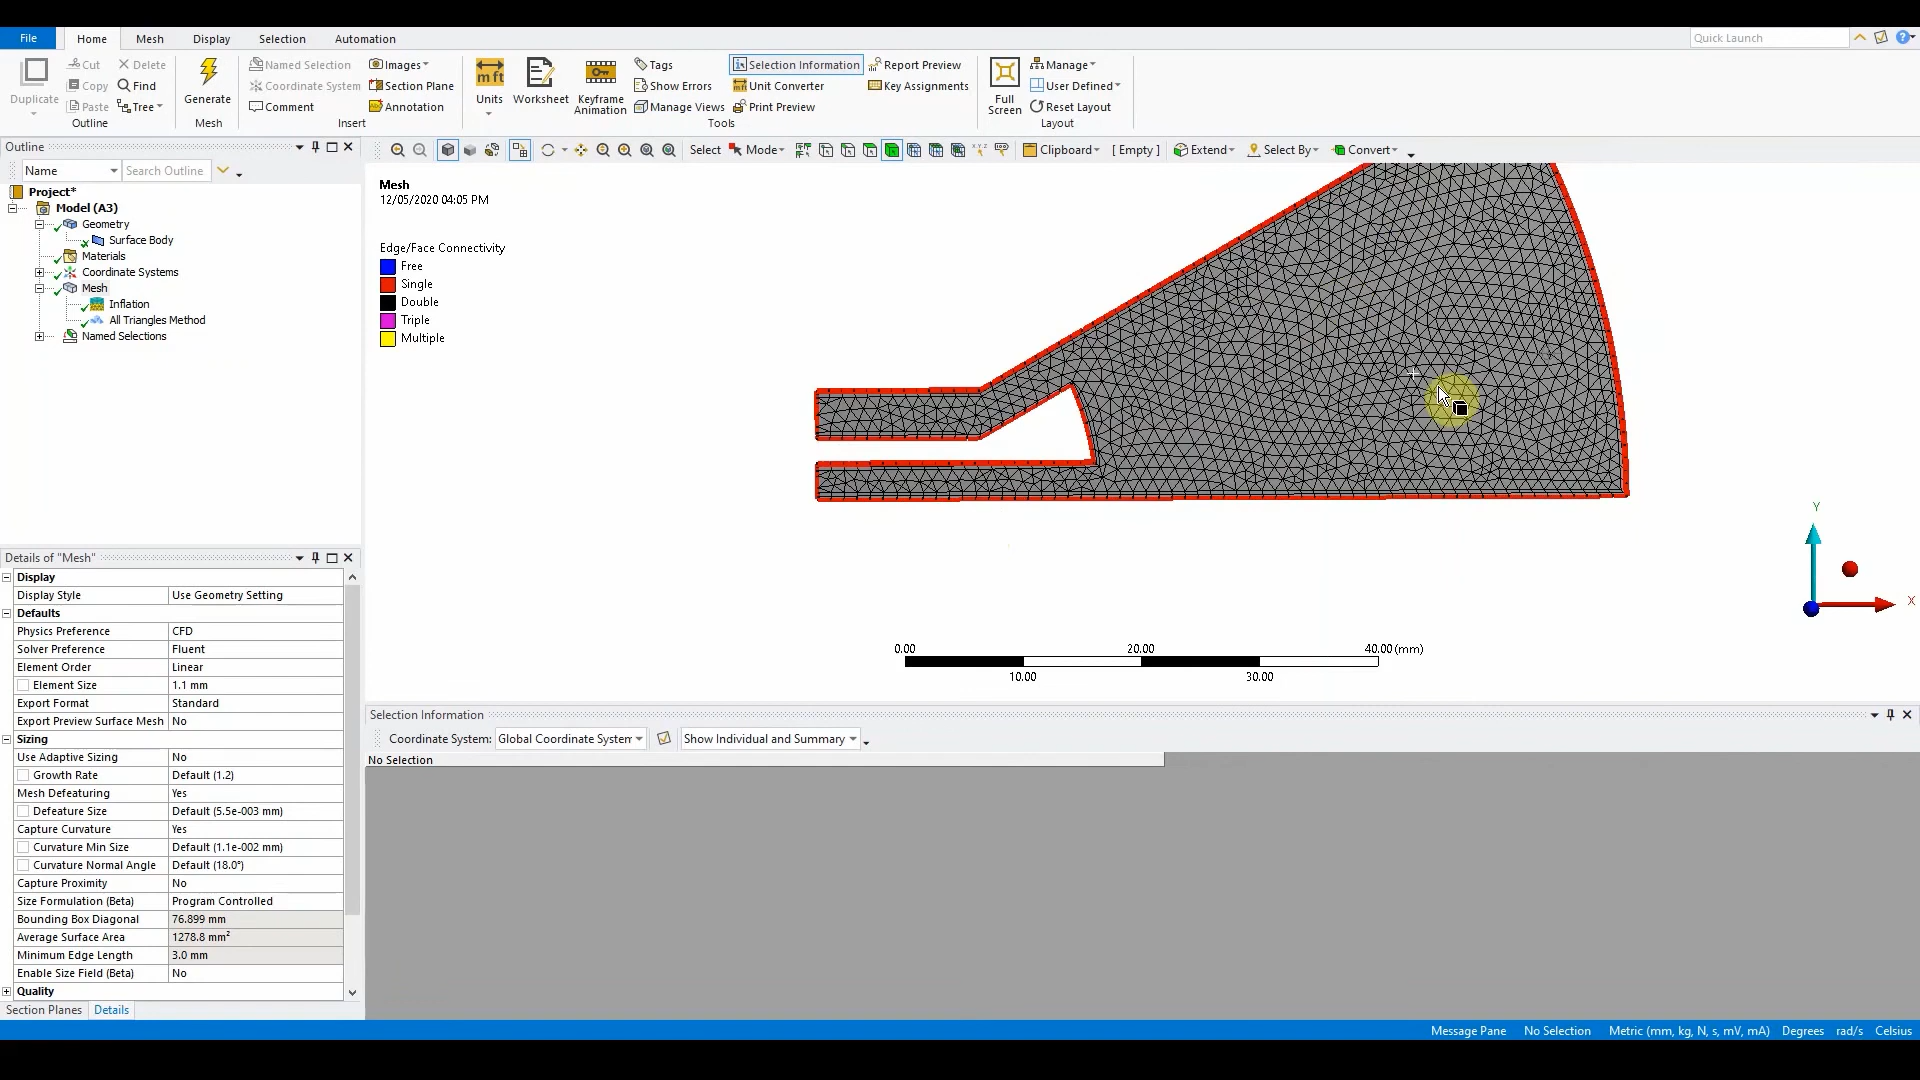 File Home Mesh Display Selection Automation Quick Launch
Duplicate Cut Delete Generate Named Selection Images Units Worksheet Keyframe Animation Tags Selection Information Report Preview Full Screen Manage
Copy Find Coordinate System Section Plane Show Errors Unit Converter Key Assignments User Defined
Paste Tree Comment Annotation Manage Views Print Preview Reset Layout
Outline Mesh Insert Tools Layout
Outline
Select Mode Clipboard [ Empty ] Extend Select By Convert
Name Search Outline
Project*
Model (A3)
Geometry
Surface Body
Materials
Coordinate Systems
Mesh
Inflation
All Triangles Method
Named Selections
Mesh
12/05/2020 04:05 PM
Edge/Face Connectivity
Free
Single
Double
Triple
Multiple
Y
X
0.00 20.00 40.00 (mm)
10.00 30.00
Details of "Mesh"
Display
Display Style Use Geometry Setting
Defaults
Physics Preference CFD
Solver Preference Fluent
Element Order Linear
Element Size 1.1 mm
Export Format Standard
Export Preview Surface Mesh No
Sizing
Use Adaptive Sizing No
Growth Rate Default (1.2)
Mesh Defeaturing Yes
Defeature Size Default (5.5e-003 mm)
Capture Curvature Yes
Curvature Min Size Default (1.1e-002 mm)
Curvature Normal Angle Default (18.0°)
Capture Proximity No
Size Formulation (Beta) Program Controlled
Bounding Box Diagonal 76.899 mm
Average Surface Area 1278.8 mm²
Minimum Edge Length 3.0 mm
Enable Size Field (Beta) No
Quality
Section Planes Details
Selection Information
Coordinate System: Global Coordinate System Show Individual and Summary
No Selection
Message Pane No Selection Metric (mm, kg, N, s, mV, mA) Degrees rad/s Celsius